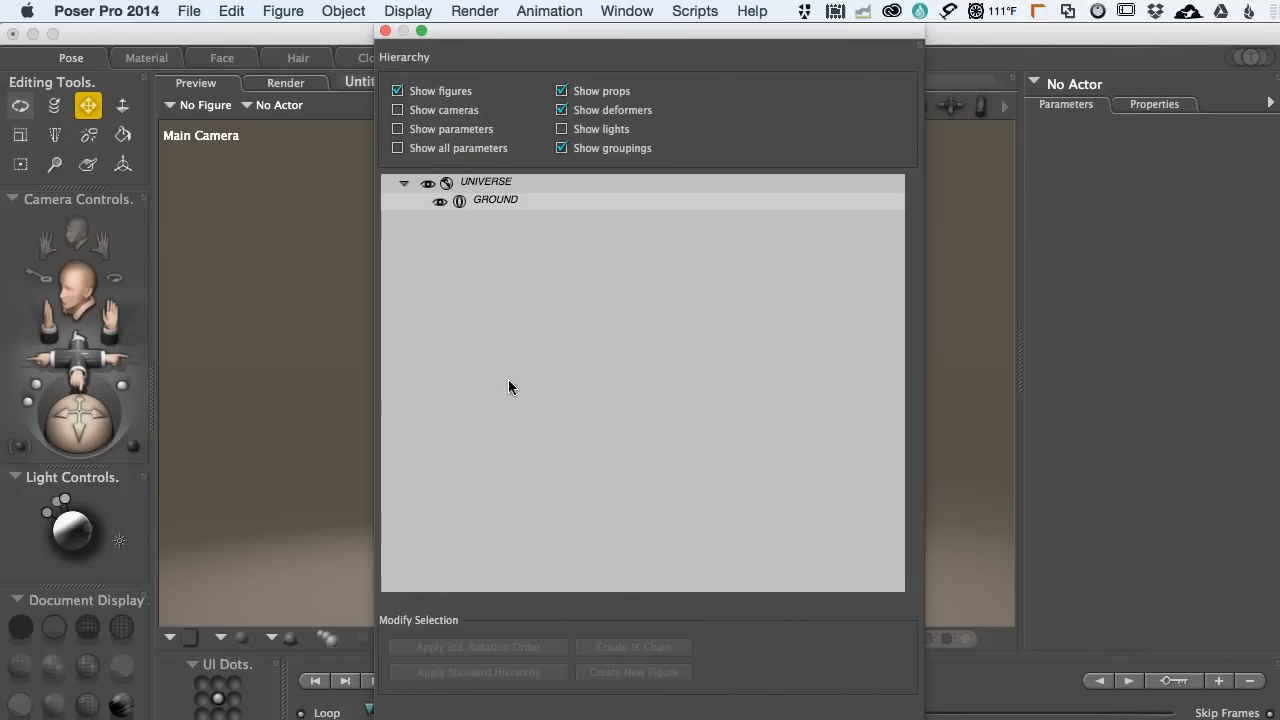 Poser Pro 2014 File Edit Figure Object Display Render Animation Window Scripts Help 111°F
Pose Material Face Hair Clo
Hierarchy
Editing Tools.
Preview Render Untit
No Figure No Actor
Main Camera
Show figures Show props
Show cameras Show deformers
Show parameters Show lights
Show all parameters Show groupings
UNIVERSE
GROUND
No Actor
Parameters Properties
Camera Controls.
Light Controls.
Document Display
Modify Selection
Apply Std. Rotation Order Create IK Chain
Apply Standard Hierarchy Create New Figure
UI Dots.
Loop
Skip Frames